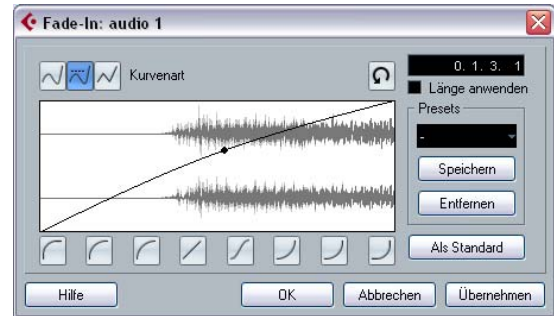 Fade-In: audio 1
Kurvenart
0. 1. 3. 1
Länge anwenden
Presets
-
Speichern
Entfernen
Als Standard
Hilfe
OK
Abbrechen
Übernehmen